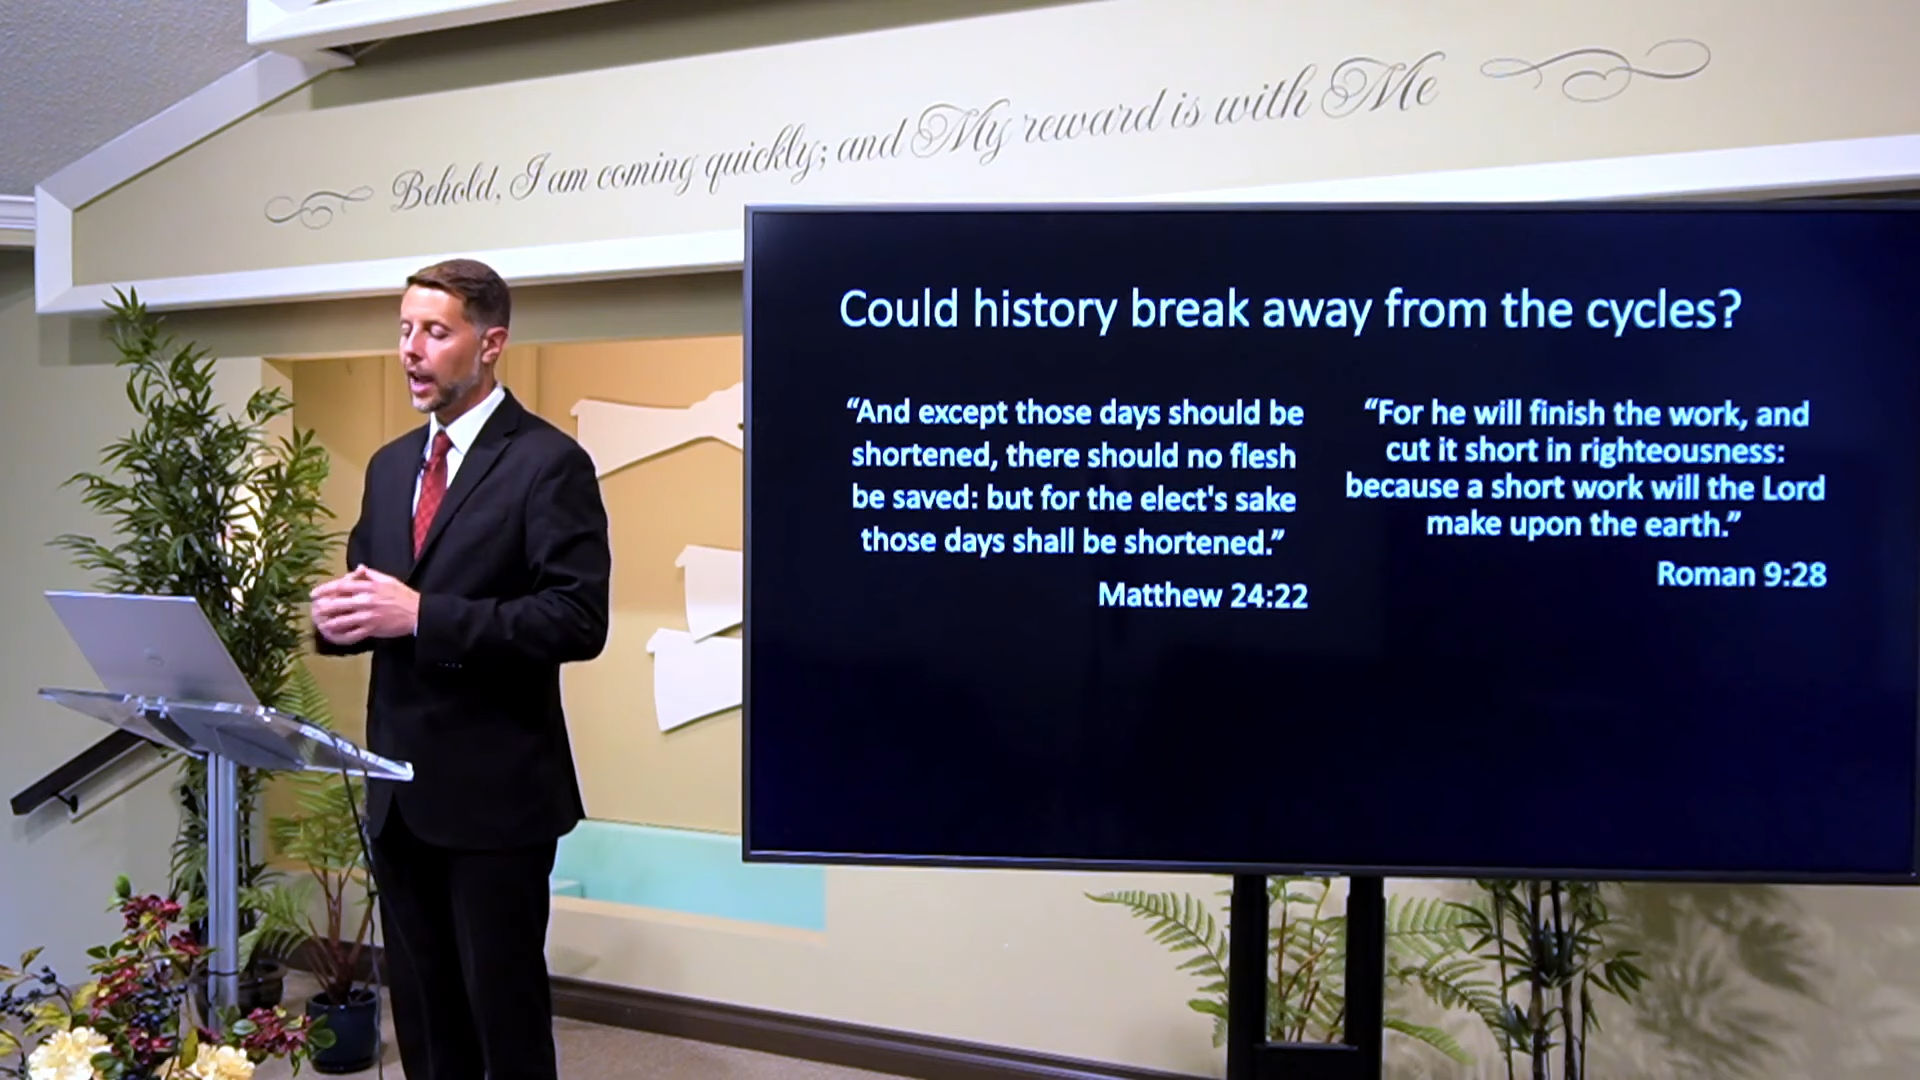 Behold, I am coming quickly; and My reward is with Me
Could history break away from the cycles?
“And except those days should be
shortened, there should no flesh
be saved: but for the elect's sake
those days shall be shortened.”
Matthew 24:22
“For he will finish the work, and
cut it short in righteousness:
because a short work will the Lord
make upon the earth.”
Roman 9:28